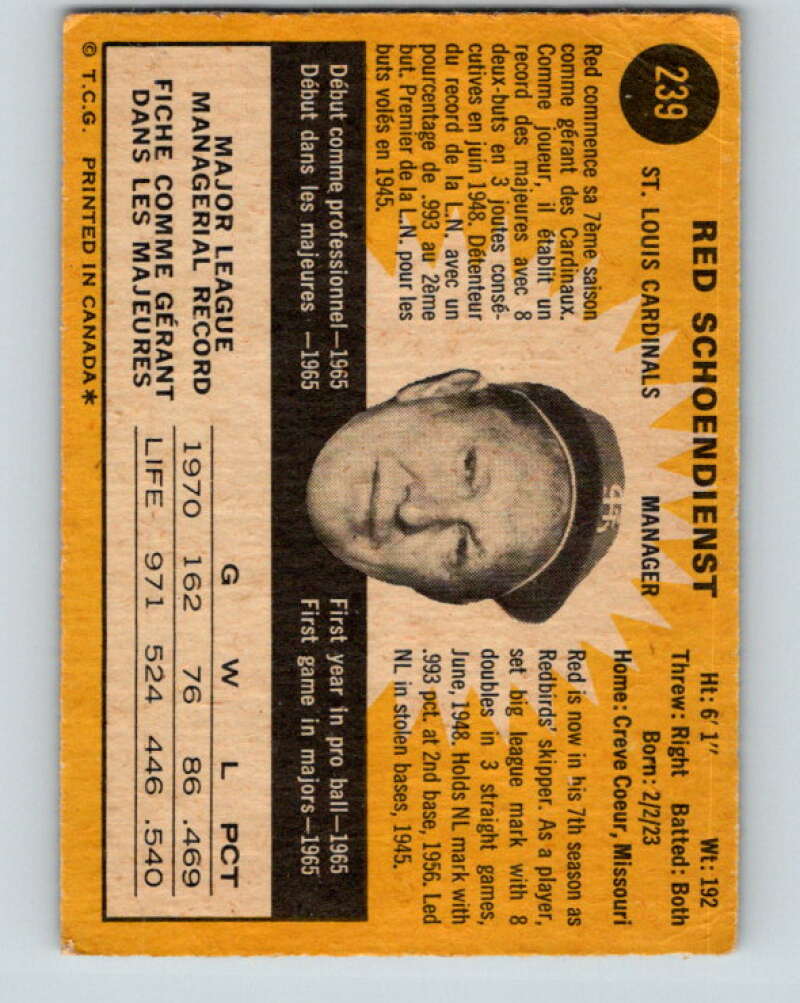 239
RED SCHOENDIENST
ST. LOUIS CARDINALS
MANAGER
Ht: 6' 1" Wt: 192
Threw: Right Batted: Both
Born: 2/2/23
Home: Creve Coeur, Missouri
Red commence sa 7ème saison
comme gérant des Cardinaux.
Comme joueur, il établit un
record des majeures avec 8
deux-buts en 3 joutes consé-
cutives en juin 1948. Détenteur
du record de la L.N. avec un
pourcentage de .993 au 2ème
but. Premier de la L.N. pour les
buts volés en 1945.
Red is now in his 7th season as
Redbirds' skipper. As a player,
set big league mark with 8
doubles in 3 straight games,
June, 1948. Holds NL mark with
.993 pct. at 2nd base, 1956. Led
NL in stolen bases, 1945.
Début comme professionnel—1965
Début dans les majeures —1965
First year in pro ball—1965
First game in majors—1965
MAJOR LEAGUE
MANAGERIAL RECORD
FICHE COMME GÉRANT
DANS LES MAJEURES
G W L PCT
1970 162 76 86 .469
LIFE 971 524 446 .540
© T.C.G. PRINTED IN CANADA*